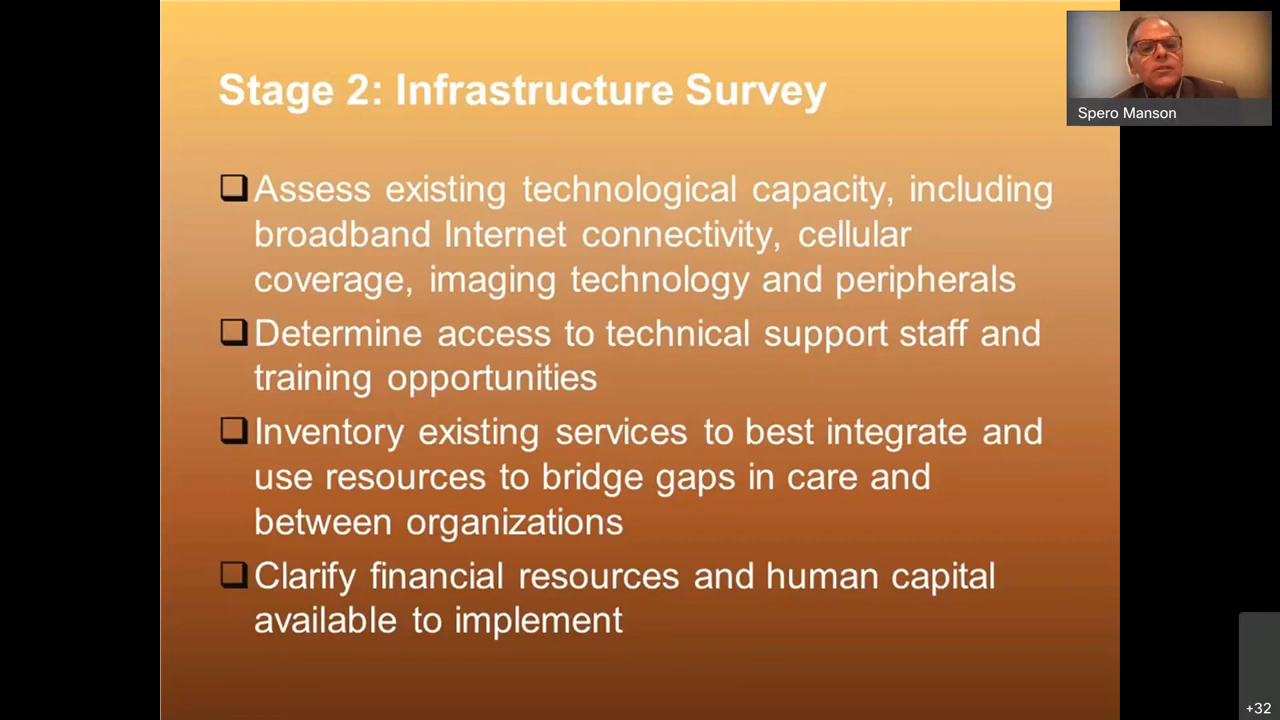 Stage 2: Infrastructure Survey
Assess existing technological capacity, including
broadband Internet connectivity, cellular
coverage, imaging technology and peripherals
Determine access to technical support staff and
training opportunities
Inventory existing services to best integrate and
use resources to bridge gaps in care and
between organizations
Clarify financial resources and human capital
available to implement
Spero Manson
+32